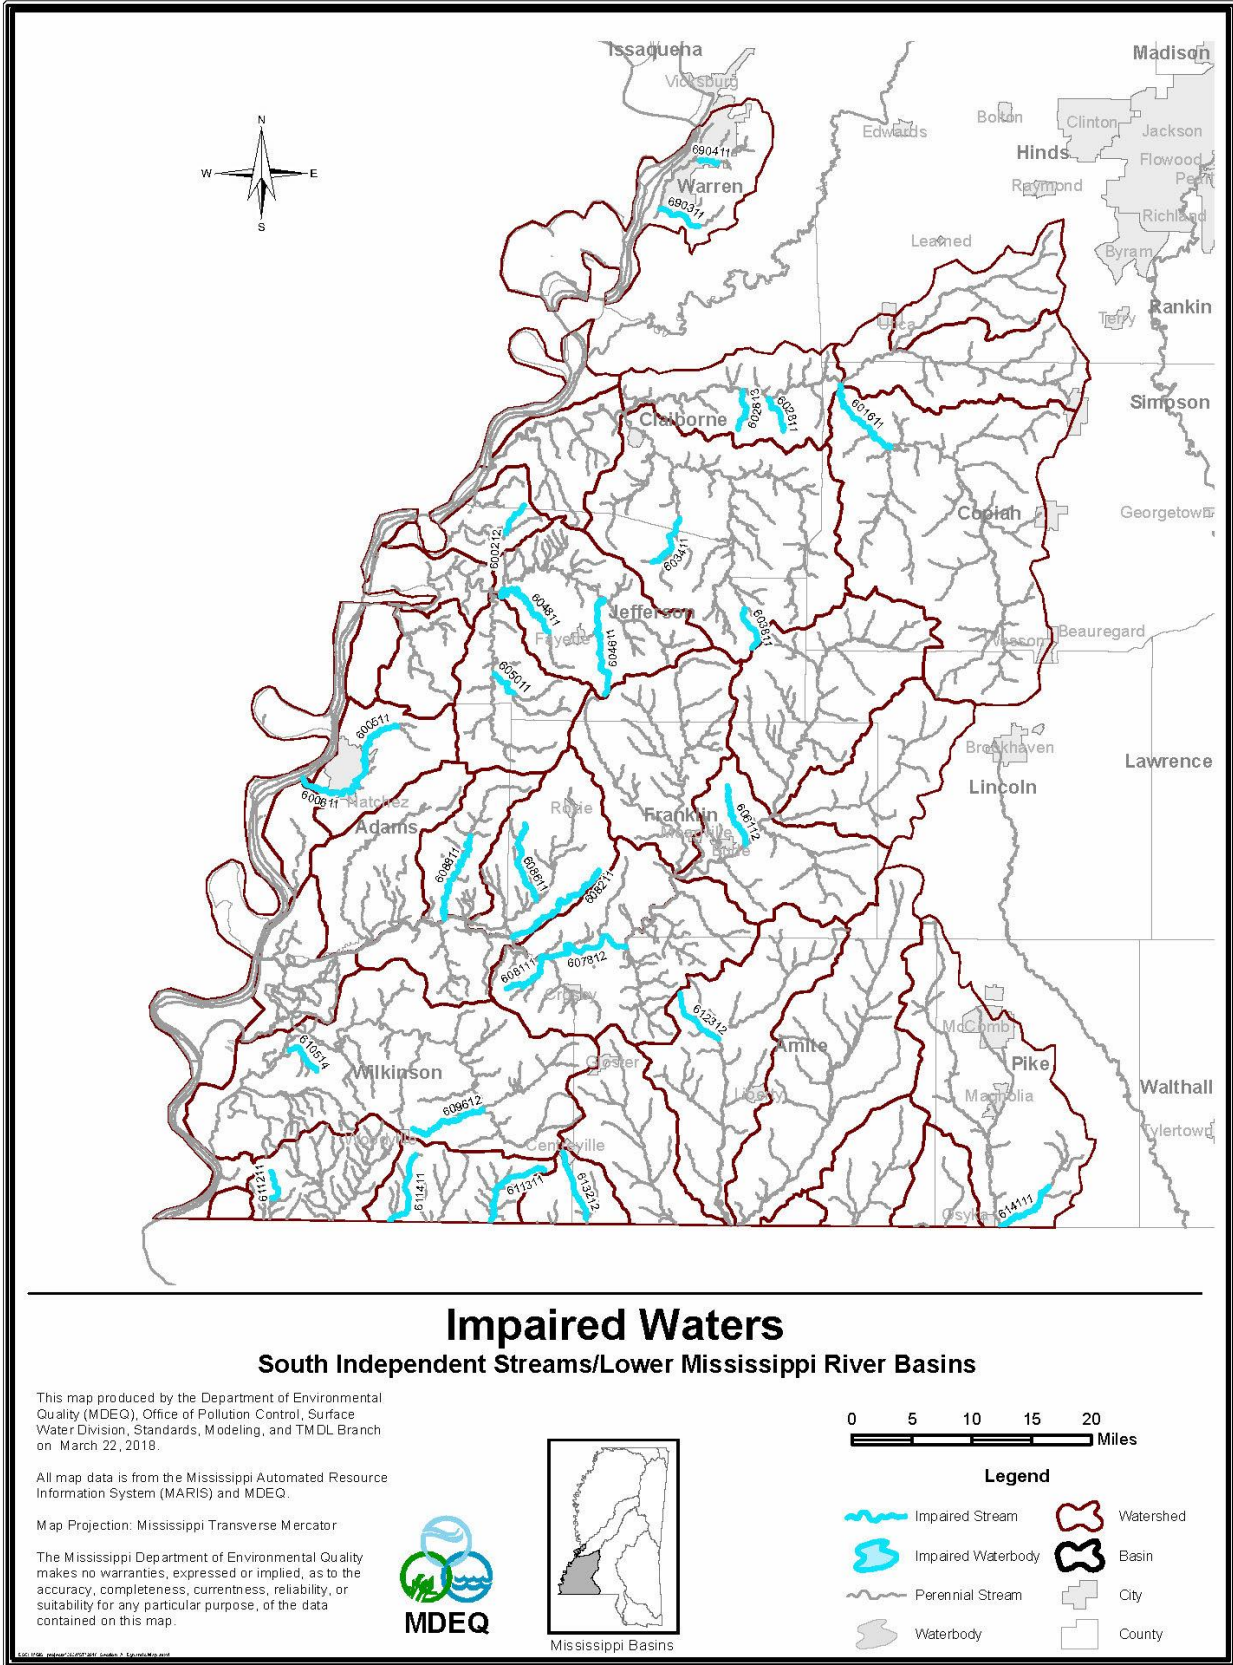 Issaquena
Madison
Vicksburg
Bolton
Clinton
Edwards
Jackson
N
690411
Hinds
Flowood
W
E
Warren
Raymond
690311
Richland
S
Learned
Byram
Rankin
Terry
Utica
602613
602811
601611
Simpson
Claiborne
Copiah
Georgetown
600212
603411
604811
Jefferson
603811
Fayette
Beauregard
Wesson
604611
605011
600511
Brookhaven
Lawrence
600611
Natchez
Lincoln
Roxie
Franklin
606112
Adams
Meadville
Bude
608811
608611
608211
607812
608111
Crosby
612312
McComb
Amite
610514
Wilkinson
Gloster
Pike
Walthall
Liberty
Magnolia
609612
Woodville
Centreville
Tylertown
611211
611411
611311
613212
614111
Osyka
Impaired Waters
South Independent Streams/Lower Mississippi River Basins
This map produced by the Department of Environmental
Quality (MDEQ), Office of Pollution Control, Surface
Water Division, Standards, Modeling, and TMDL Branch
on March 22, 2018.
All map data is from the Mississippi Automated Resource
Information System (MARIS) and MDEQ.
Map Projection: Mississippi Transverse Mercator
The Mississippi Department of Environmental Quality
makes no warranties, expressed or implied, as to the
accuracy, completeness, currentness, reliability, or
suitability for any particular purpose, of the data
contained on this map.
MDEQ
Mississippi Basins
0 5 10 15 20
Miles
Legend
Impaired Stream
Watershed
Impaired Waterbody
Basin
Perennial Stream
City
Waterbody
County